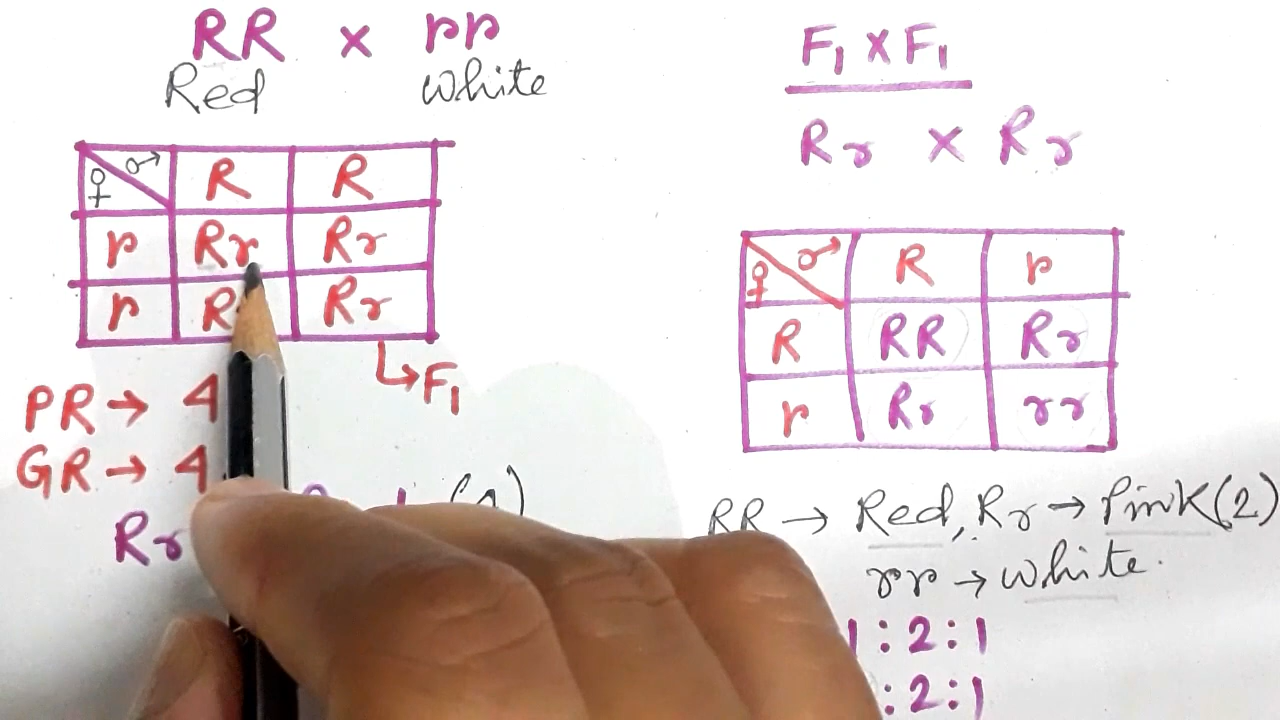 RR × rr
Red White
♀ ♂ R R
r Rr Rr
r R Rr
F₁
PR → 4
GR → 4
Rr
F₁ × F₁
Rr × Rr
♀ ♂ R r
R RR Rr
r Rr rr
RR → Red, Rr → Pink (2)
rr → White.
1 : 2 : 1
: 2 : 1